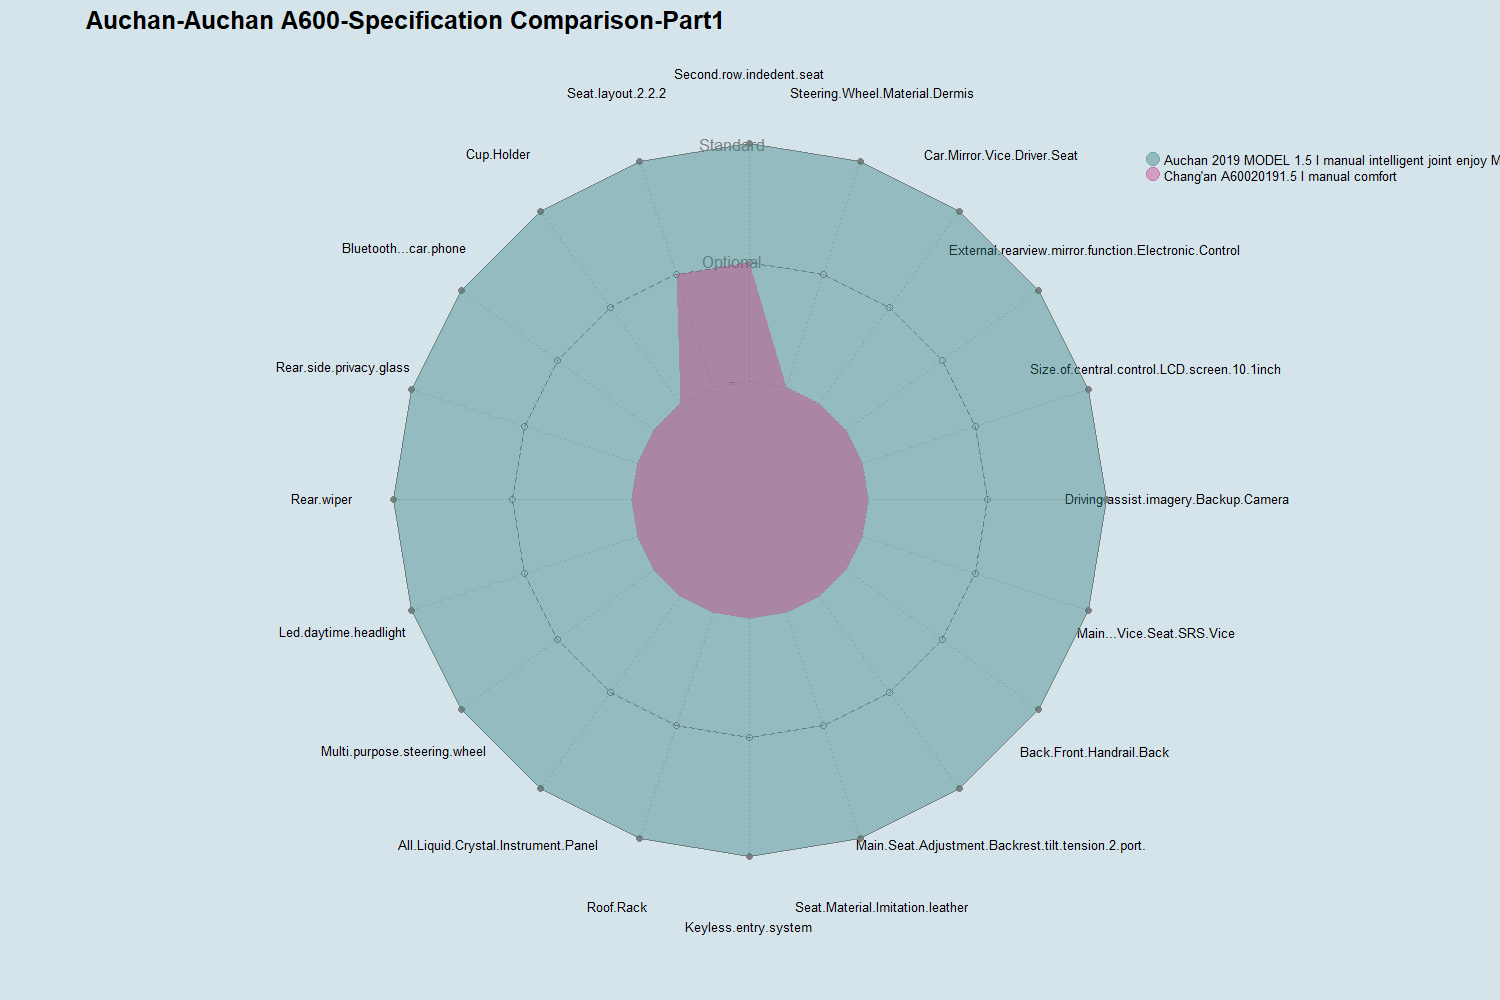 Auchan-Auchan A600-Specification Comparison-Part1
Second.row.indedent.seat
Seat.layout.2.2.2
Steering.Wheel.Material.Dermis
Standard
Cup.Holder
Car.Mirror.Vice.Driver.Seat
Auchan 2019 MODEL 1.5 l manual intelligent joint enjoy M
Chang'an A60020191.5 l manual comfort
Bluetooth...car.phone
External.rearview.mirror.function.Electronic.Control
Optional
Rear.side.privacy.glass
Size.of.central.control.LCD.screen.10.1inch
-
Rear.wiper
Driving.assist.imagery.Backup.Camera
Led.daytime.headlight
Main...Vice.Seat.SRS.Vice
Multi.purpose.steering.wheel
Back.Front.Handrail.Back
All.Liquid.Crystal.Instrument.Panel
Main.Seat.Adjustment.Backrest.tilt.tension.2.port.
Roof.Rack
Seat.Material.Imitation.leather
Keyless.entry.system